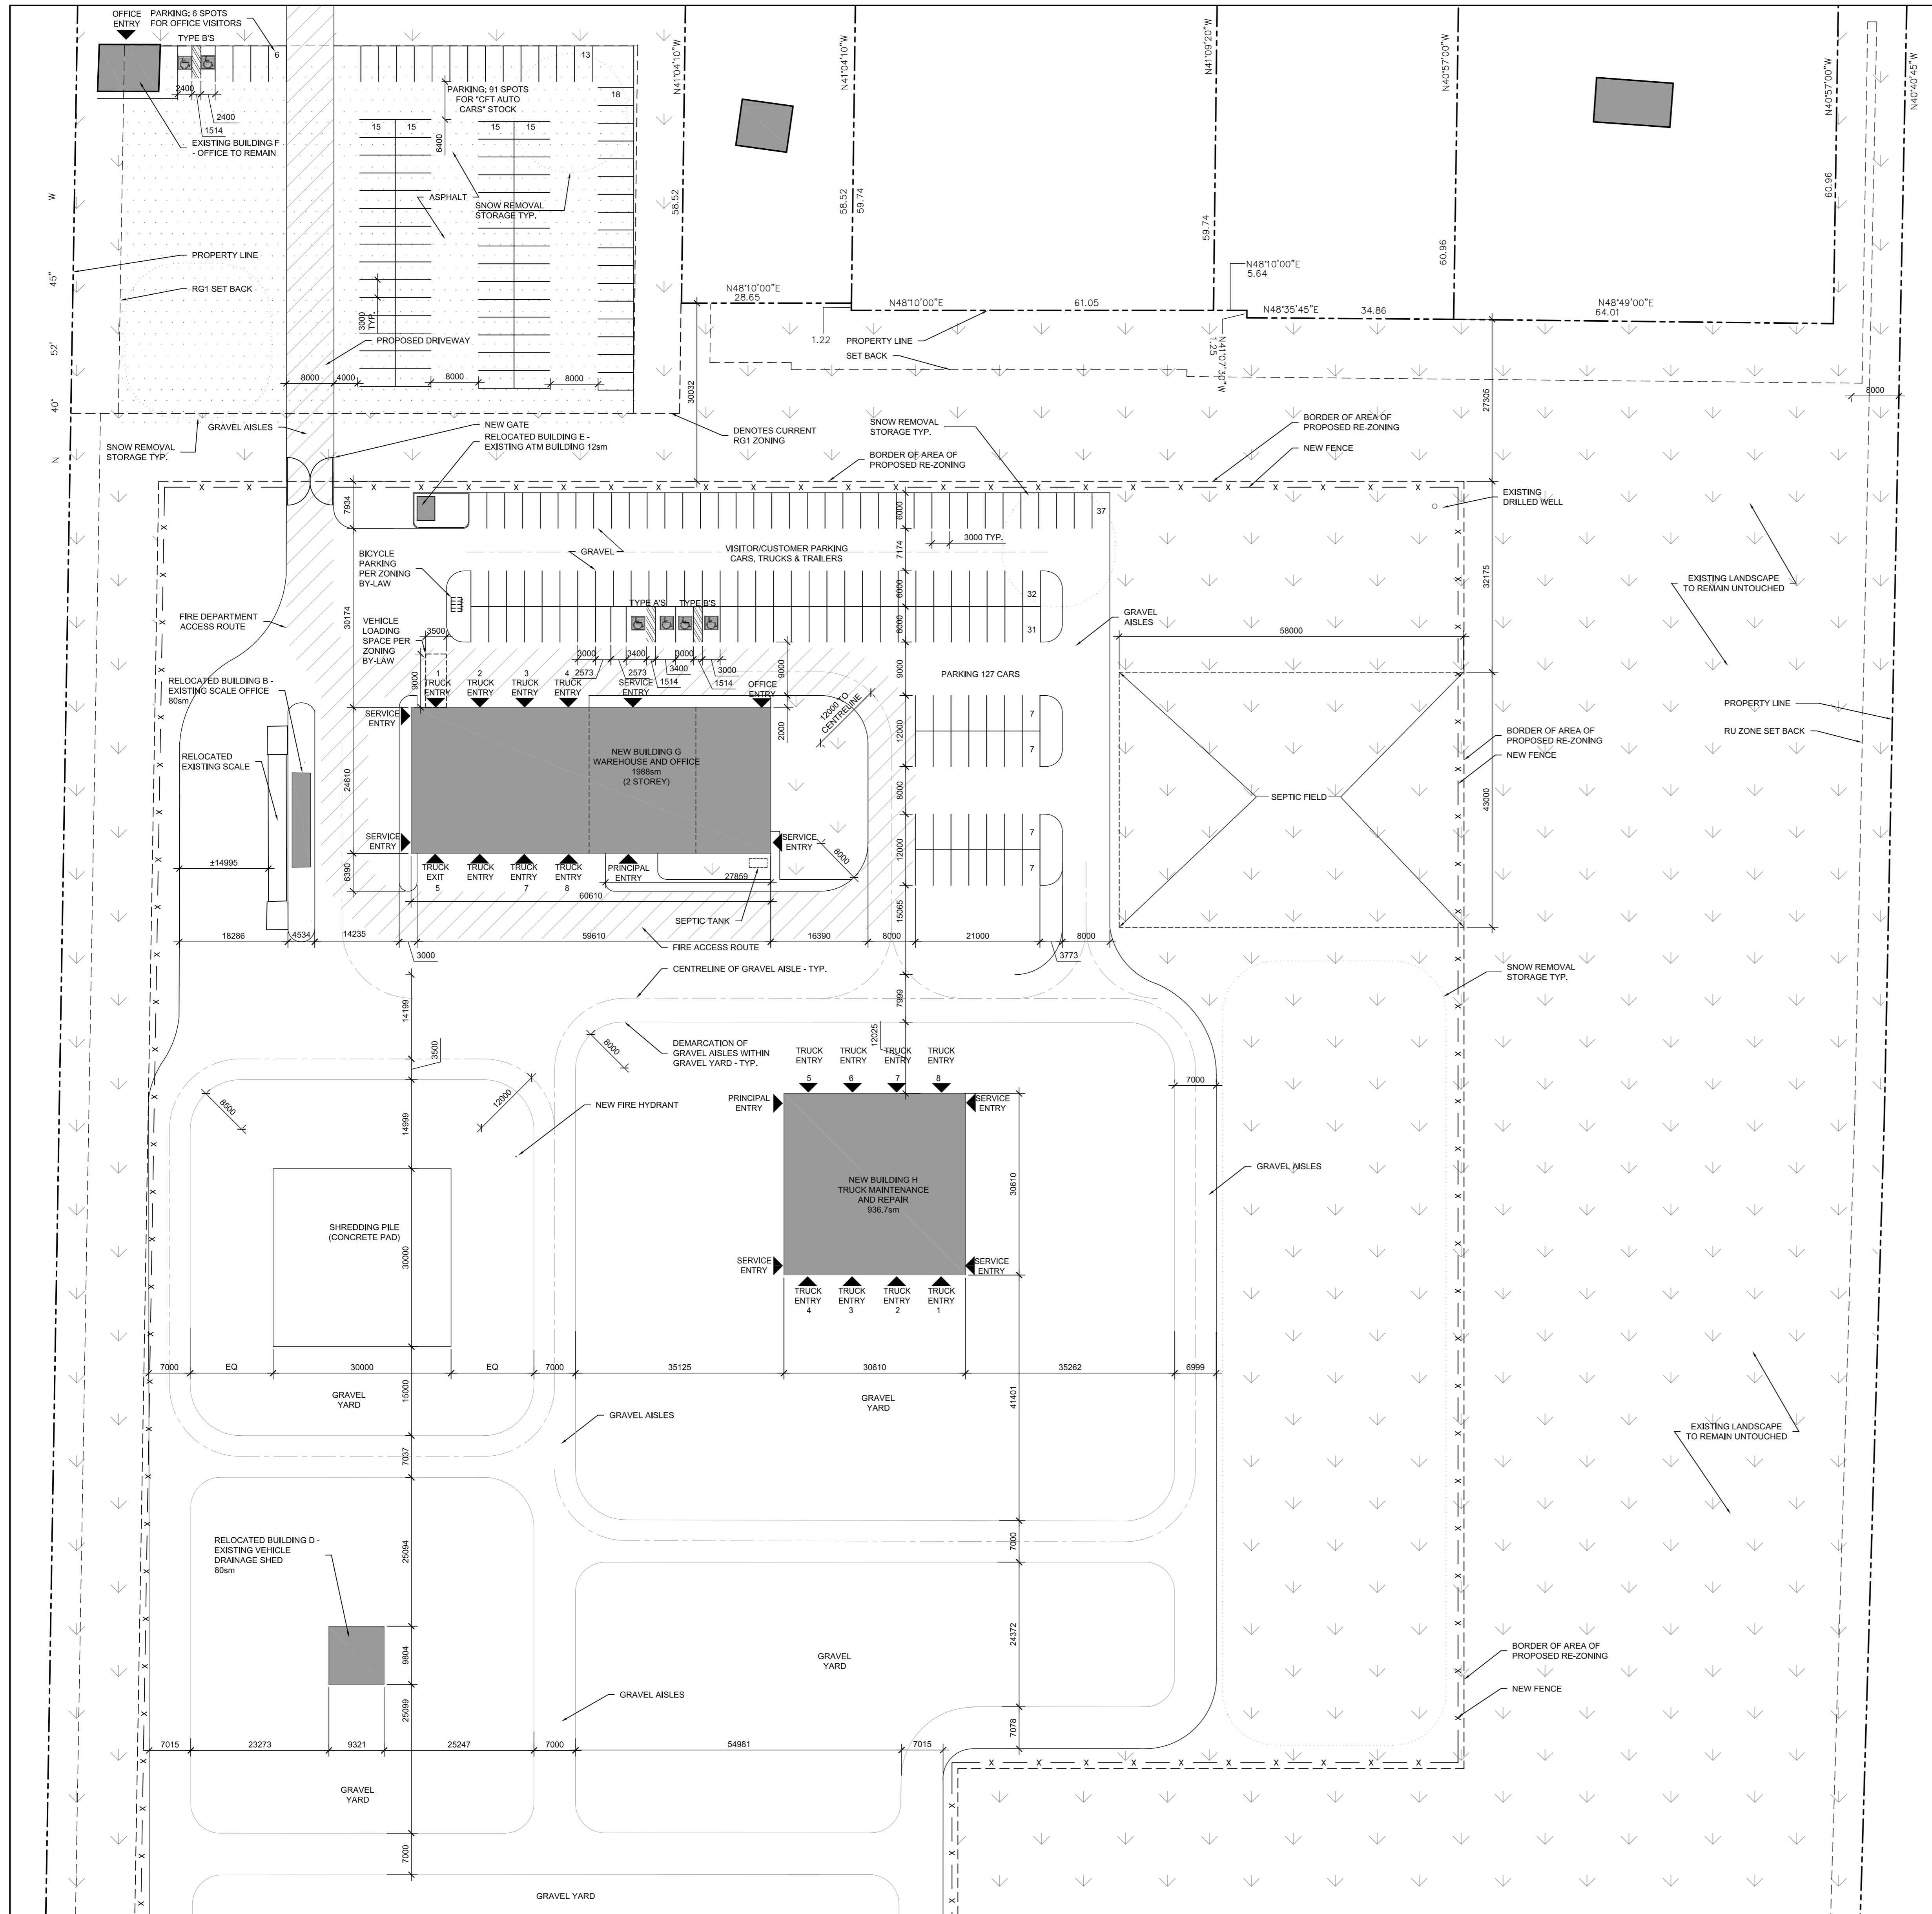 OFFICE
ENTRY
PARKING: 6 SPOTS
FOR OFFICE VISITORS
TYPE B'S
6
2400
2400
1514
EXISTING BUILDING F
- OFFICE TO REMAIN
13
18
PARKING: 91 SPOTS
FOR "CFT AUTO
CARS" STOCK
15
15
15
15
6400
ASPHALT
SNOW REMOVAL
STORAGE TYP.
PROPERTY LINE
RG1 SET BACK
3000
TYP.
PROPOSED DRIVEWAY
8000
4000
8000
8000
N 40° 52' 45" W
N41°04'10"W
58.52
N41°04'10"W
58.52
59.74
N41°09'20"W
59.74
N40°57'00"W
60.96
N40°57'00"W
60.96
N40°40'45"W
N48°10'00"E
28.65
N48°10'00"E
61.05
N48°10'00"E
5.64
N48°35'45"E
34.86
N48°49'00"E
64.01
1.22
PROPERTY LINE
SET BACK
1.25
N41°07'30"W
30032
27305
8000
GRAVEL AISLES
SNOW REMOVAL
STORAGE TYP.
NEW GATE
RELOCATED BUILDING E -
EXISTING ATM BUILDING 12sm
DENOTES CURRENT
RG1 ZONING
SNOW REMOVAL
STORAGE TYP.
BORDER OF AREA OF
PROPOSED RE-ZONING
BORDER OF AREA OF
PROPOSED RE-ZONING
NEW FENCE
EXISTING
DRILLED WELL
7934
6000
37
3000 TYP.
7174
GRAVEL
VISITOR/CUSTOMER PARKING
CARS, TRUCKS & TRAILERS
BICYCLE
PARKING
PER ZONING
BY-LAW
6000
32
6000
31
TYPE A'S
TYPE B'S
30174
32175
EXISTING LANDSCAPE
TO REMAIN UNTOUCHED
FIRE DEPARTMENT
ACCESS ROUTE
VEHICLE
LOADING
SPACE PER
ZONING
BY-LAW
3500
9000
3000
2573
3400
2573
1514
3400
3000
1514
3000
9000
9000
GRAVEL
AISLES
58000
PARKING 127 CARS
RELOCATED BUILDING B -
EXISTING SCALE OFFICE
80sm
1
TRUCK
ENTRY
2
TRUCK
ENTRY
3
TRUCK
ENTRY
4
TRUCK
ENTRY
SERVICE
ENTRY
OFFICE
ENTRY
SERVICE
ENTRY
2000
12000 TO
CENTRELINE
12000
7
7
RELOCATED
EXISTING SCALE
NEW BUILDING G
WAREHOUSE AND OFFICE
1988sm
(2 STOREY)
24610
8000
SEPTIC FIELD
43000
PROPERTY LINE
RU ZONE SET BACK
BORDER OF AREA OF
PROPOSED RE-ZONING
NEW FENCE
SERVICE
ENTRY
SERVICE
ENTRY
8000
12000
7
7
±14995
6390
TRUCK
EXIT
5
TRUCK
ENTRY
6
TRUCK
ENTRY
7
TRUCK
ENTRY
8
PRINCIPAL
ENTRY
27859
60610
SEPTIC TANK
15065
FIRE ACCESS ROUTE
18286
4534
14235
3000
59610
16390
8000
21000
3773
8000
CENTRELINE OF GRAVEL AISLE - TYP.
SNOW REMOVAL
STORAGE TYP.
14199
7999
3500
8000
DEMARCATION OF
GRAVEL AISLES WITHIN
GRAVEL YARD - TYP.
12025
TRUCK
ENTRY
5
TRUCK
ENTRY
6
TRUCK
ENTRY
7
TRUCK
ENTRY
8
7000
8500
12000
14999
NEW FIRE HYDRANT
PRINCIPAL
ENTRY
SERVICE
ENTRY
NEW BUILDING H
TRUCK MAINTENANCE
AND REPAIR
936.7sm
30610
GRAVEL AISLES
SHREDDING PILE
(CONCRETE PAD)
30000
SERVICE
ENTRY
SERVICE
ENTRY
TRUCK
ENTRY
4
TRUCK
ENTRY
3
TRUCK
ENTRY
2
TRUCK
ENTRY
1
7000
EQ
30000
EQ
7000
35125
30610
35262
6999
GRAVEL
YARD
15000
GRAVEL
YARD
41401
GRAVEL AISLES
EXISTING LANDSCAPE
TO REMAIN UNTOUCHED
7037
RELOCATED BUILDING D -
EXISTING VEHICLE
DRAINAGE SHED
80sm
25094
7000
24372
9804
GRAVEL
YARD
BORDER OF AREA OF
PROPOSED RE-ZONING
NEW FENCE
25099
GRAVEL AISLES
7078
7015
23273
9321
25247
7000
54981
7015
GRAVEL
YARD
7000
GRAVEL YARD